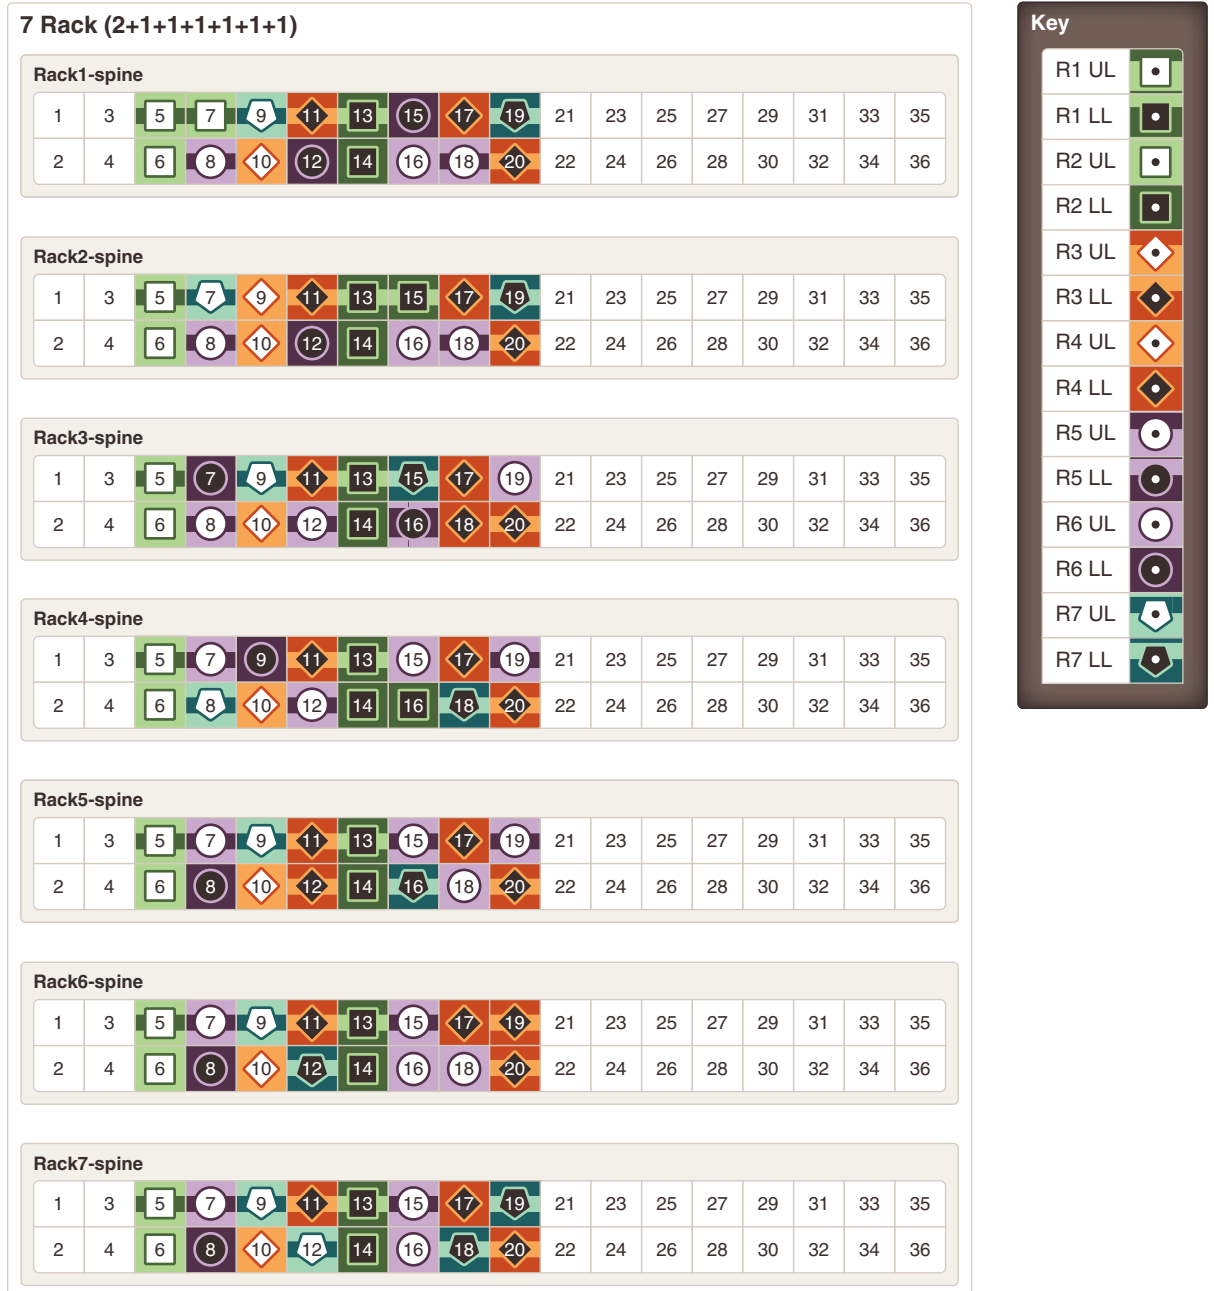 7 Rack (2+1+1+1+1+1+1)
Rack1-spine
1 3 5 7 9 11 13 15 17 19 21 23 25 27 29 31 33 35
2 4 6 8 10 12 14 16 18 20 22 24 26 28 30 32 34 36
Rack2-spine
1 3 5 7 9 11 13 15 17 19 21 23 25 27 29 31 33 35
2 4 6 8 10 12 14 16 18 20 22 24 26 28 30 32 34 36
Rack3-spine
1 3 5 7 9 11 13 15 17 19 21 23 25 27 29 31 33 35
2 4 6 8 10 12 14 16 18 20 22 24 26 28 30 32 34 36
Rack4-spine
1 3 5 7 9 11 13 15 17 19 21 23 25 27 29 31 33 35
2 4 6 8 10 12 14 16 18 20 22 24 26 28 30 32 34 36
Rack5-spine
1 3 5 7 9 11 13 15 17 19 21 23 25 27 29 31 33 35
2 4 6 8 10 12 14 16 18 20 22 24 26 28 30 32 34 36
Rack6-spine
1 3 5 7 9 11 13 15 17 19 21 23 25 27 29 31 33 35
2 4 6 8 10 12 14 16 18 20 22 24 26 28 30 32 34 36
Rack7-spine
1 3 5 7 9 11 13 15 17 19 21 23 25 27 29 31 33 35
2 4 6 8 10 12 14 16 18 20 22 24 26 28 30 32 34 36
Key
R1 UL
R1 LL
R2 UL
R2 LL
R3 UL
R3 LL
R4 UL
R4 LL
R5 UL
R5 LL
R6 UL
R6 LL
R7 UL
R7 LL